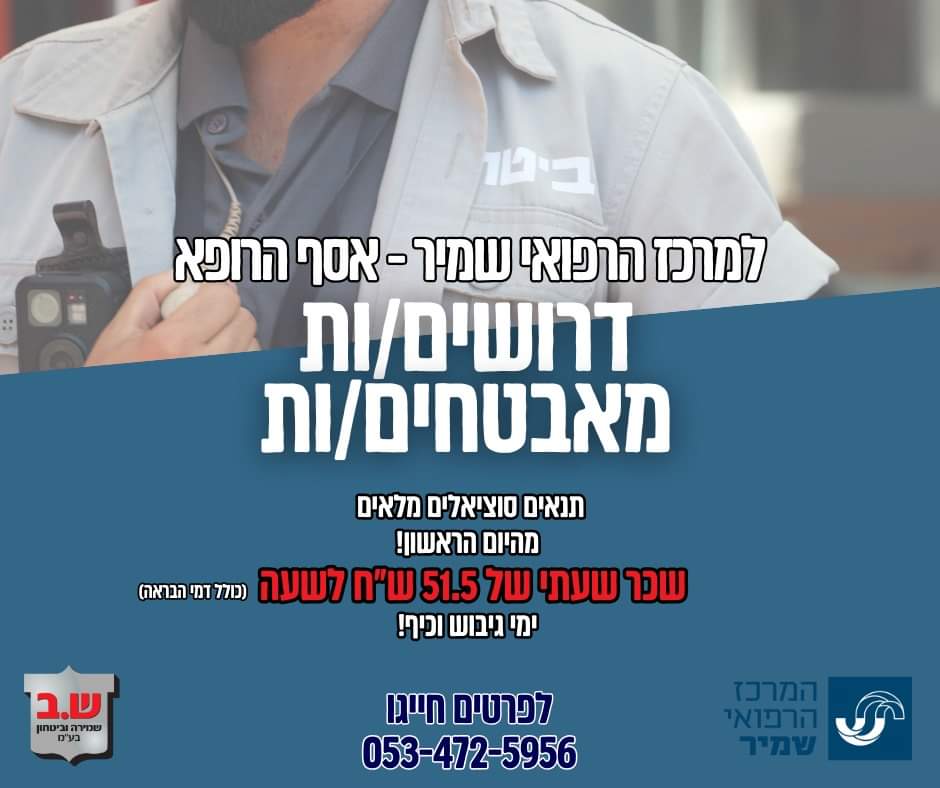 ביטו
למרכז הרפואי שמיר - אסף הרופא
דרושים/ות
מאבטחים/ות
תנאים סוציאלים מלאים
מהיום הראשון!
שכר שעתי של 51.5 ש"ח לשעה (כולל דמי הבראה)
ימי גיבוש וכיף!
לפרטים חייגו
053-472-5956
ש.ב
שמירה וביטחון
בע"מ
המרכז
הרפואי
שמיר